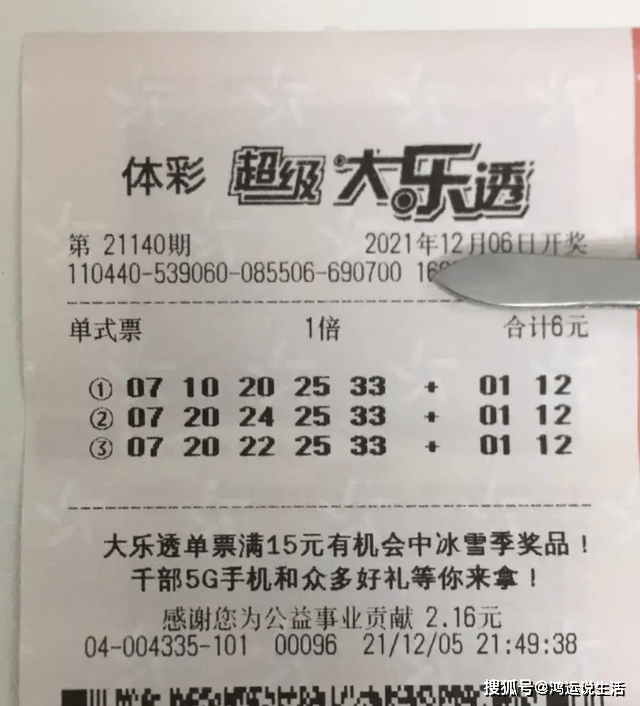 体彩 超级大乐透
第 21140期 2021年12月06日开奖
110440-539060-085506-690700
单式票 1倍 合计6元
① 07 10 20 25 33 + 01 12
② 07 20 24 25 33 + 01 12
③ 07 20 22 25 33 + 01 12
大乐透单票满15元有机会中冰雪季奖品！
千部5G手机和众多好礼等你来拿！
感谢您为公益事业贡献 2.16元
04-004335-101 00096 21/12/05 21:49:38
搜狐号@鸿运说生活